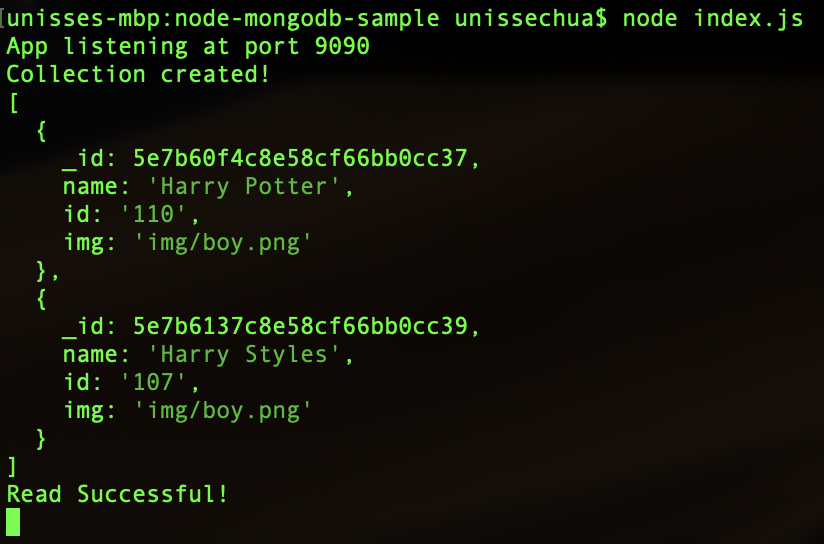 [unisses-mbp:node-mongodb-sample unissechua$ node index.js
App listening at port 9090
Collection created!
[
  {
    _id: 5e7b60f4c8e58cf66bb0cc37,
    name: 'Harry Potter',
    id: '110',
    img: 'img/boy.png'
  },
  {
    _id: 5e7b6137c8e58cf66bb0cc39,
    name: 'Harry Styles',
    id: '107',
    img: 'img/boy.png'
  }
]
Read Successful!